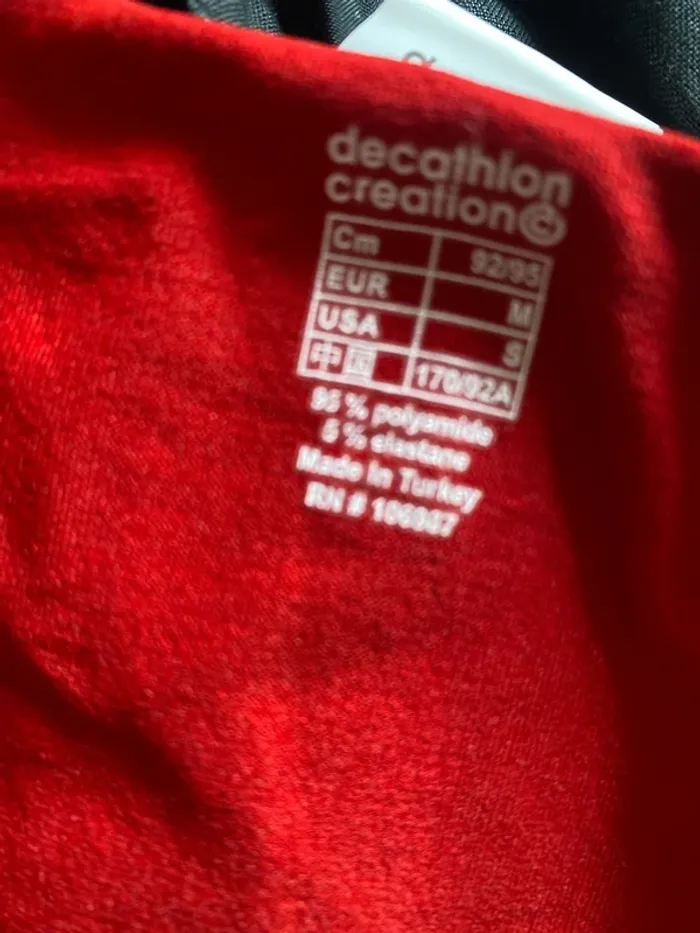 decathlon
creation©
Cm 92/95
EUR M
USA S
中国 170/92A
95 % polyamide
5 % elastane
Made In Turkey
RN #